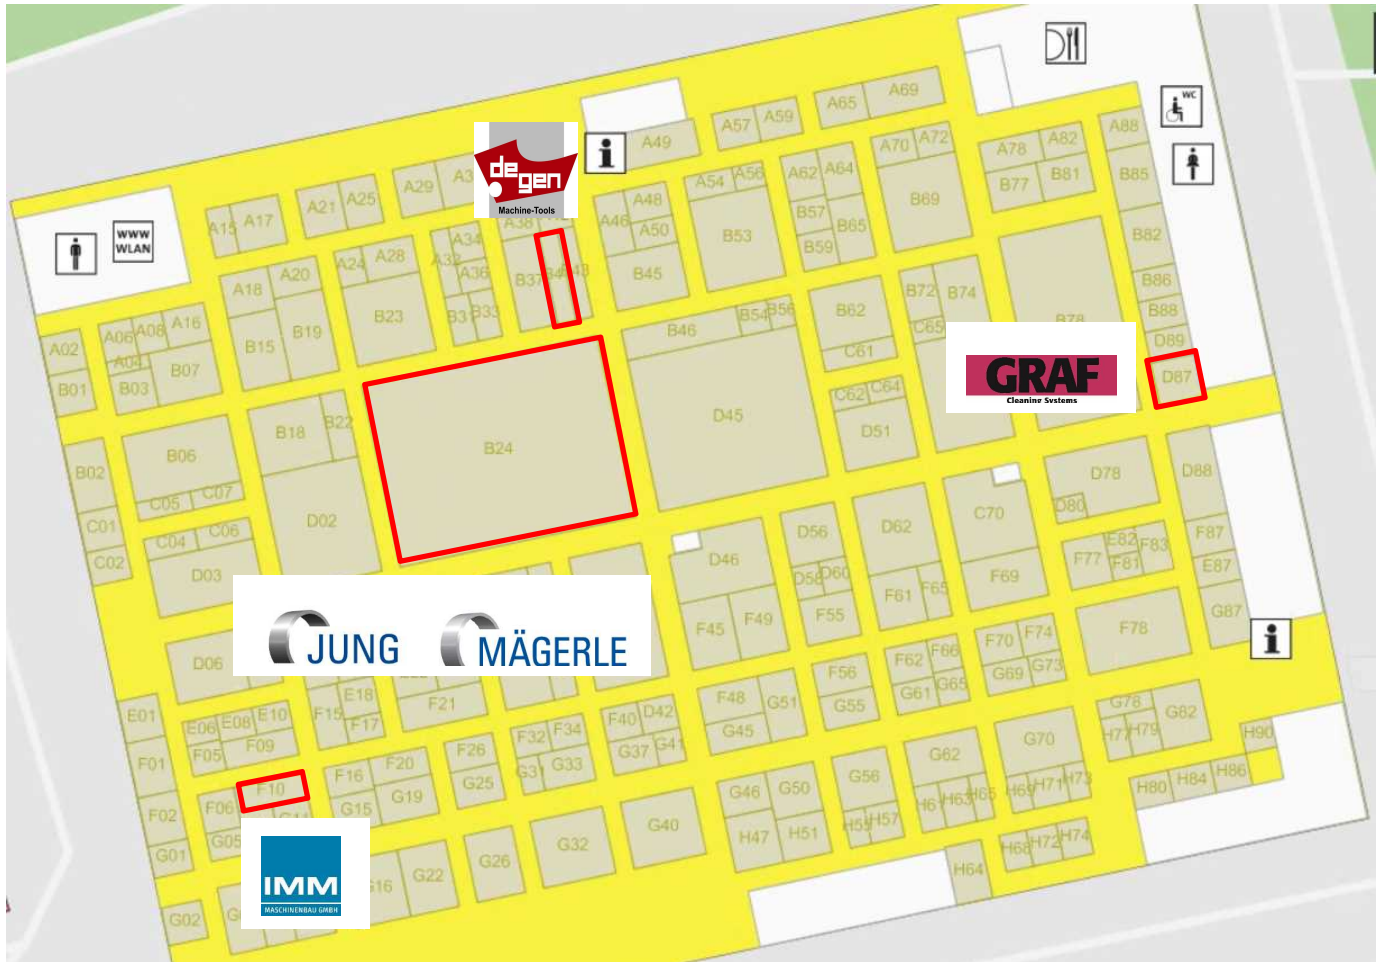 A69
A65
WC
A59
A57
A49
A88
A82
A72
A70
A78
de
gen
Machine-Tools
A56
A54
A64
A62
B81
B77
B85
A48
A46
A50
A29
A25
A21
A17
A15
WWW
WLAN
A38
A34
A36
B69
B57
B65
B59
B53
B82
A28
A24
A20
A18
B37
B45
B86
B88
B72
B74
B62
B56
B54
B46
B78
B23
B33
B31
B19
B15
A16
A08
A06
A04
A02
C65
C61
D89
D87
GRAF
Cleaning Systems
B07
B03
B01
C64
C62
D51
D45
B22
B18
B24
B06
B02
D78
D88
D80
C07
C05
C01
C02
C06
C04
D03
D02
C70
D62
D56
D46
F87
E82
F83
F77
F81
E87
F69
D60
D58
F65
F61
F55
F49
F45
G87
F78
JUNG
MÄGERLE
D06
F74
F70
F66
F62
G73
G69
G65
G61
F56
G55
G51
F48
G45
E18
F21
F15
F17
E10
E08
E06
E01
F09
F05
F01
G78
G82
H79
H77
H90
G70
G62
D42
F40
G41
G37
F34
F32
G33
G31
F26
G25
F20
F16
G19
G15
F10
F06
F02
G05
G01
H86
H84
H80
H73
H71
H69
H65
H63
H61
G56
H57
H55
G50
G46
H51
H47
G40
G32
G26
G22
G16
H74
H72
H68
H64
IMM
MASCHINENBAU GMBH
G02